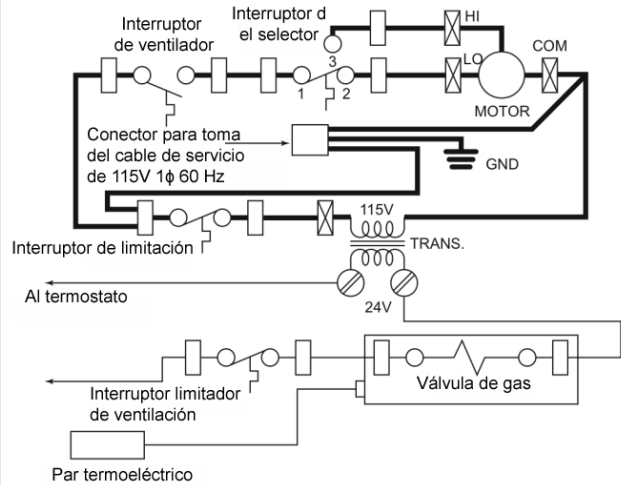 Interruptor d
el selector
Interruptor
de ventilador
HI
3
LO
COM
1
2
MOTOR
Conector para toma
del cable de servicio
de 115V 1ϕ 60 Hz
GND
115V
TRANS.
Interruptor de limitación
24V
Al termostato
Válvula de gas
Interruptor limitador
de ventilación
Par termoeléctrico